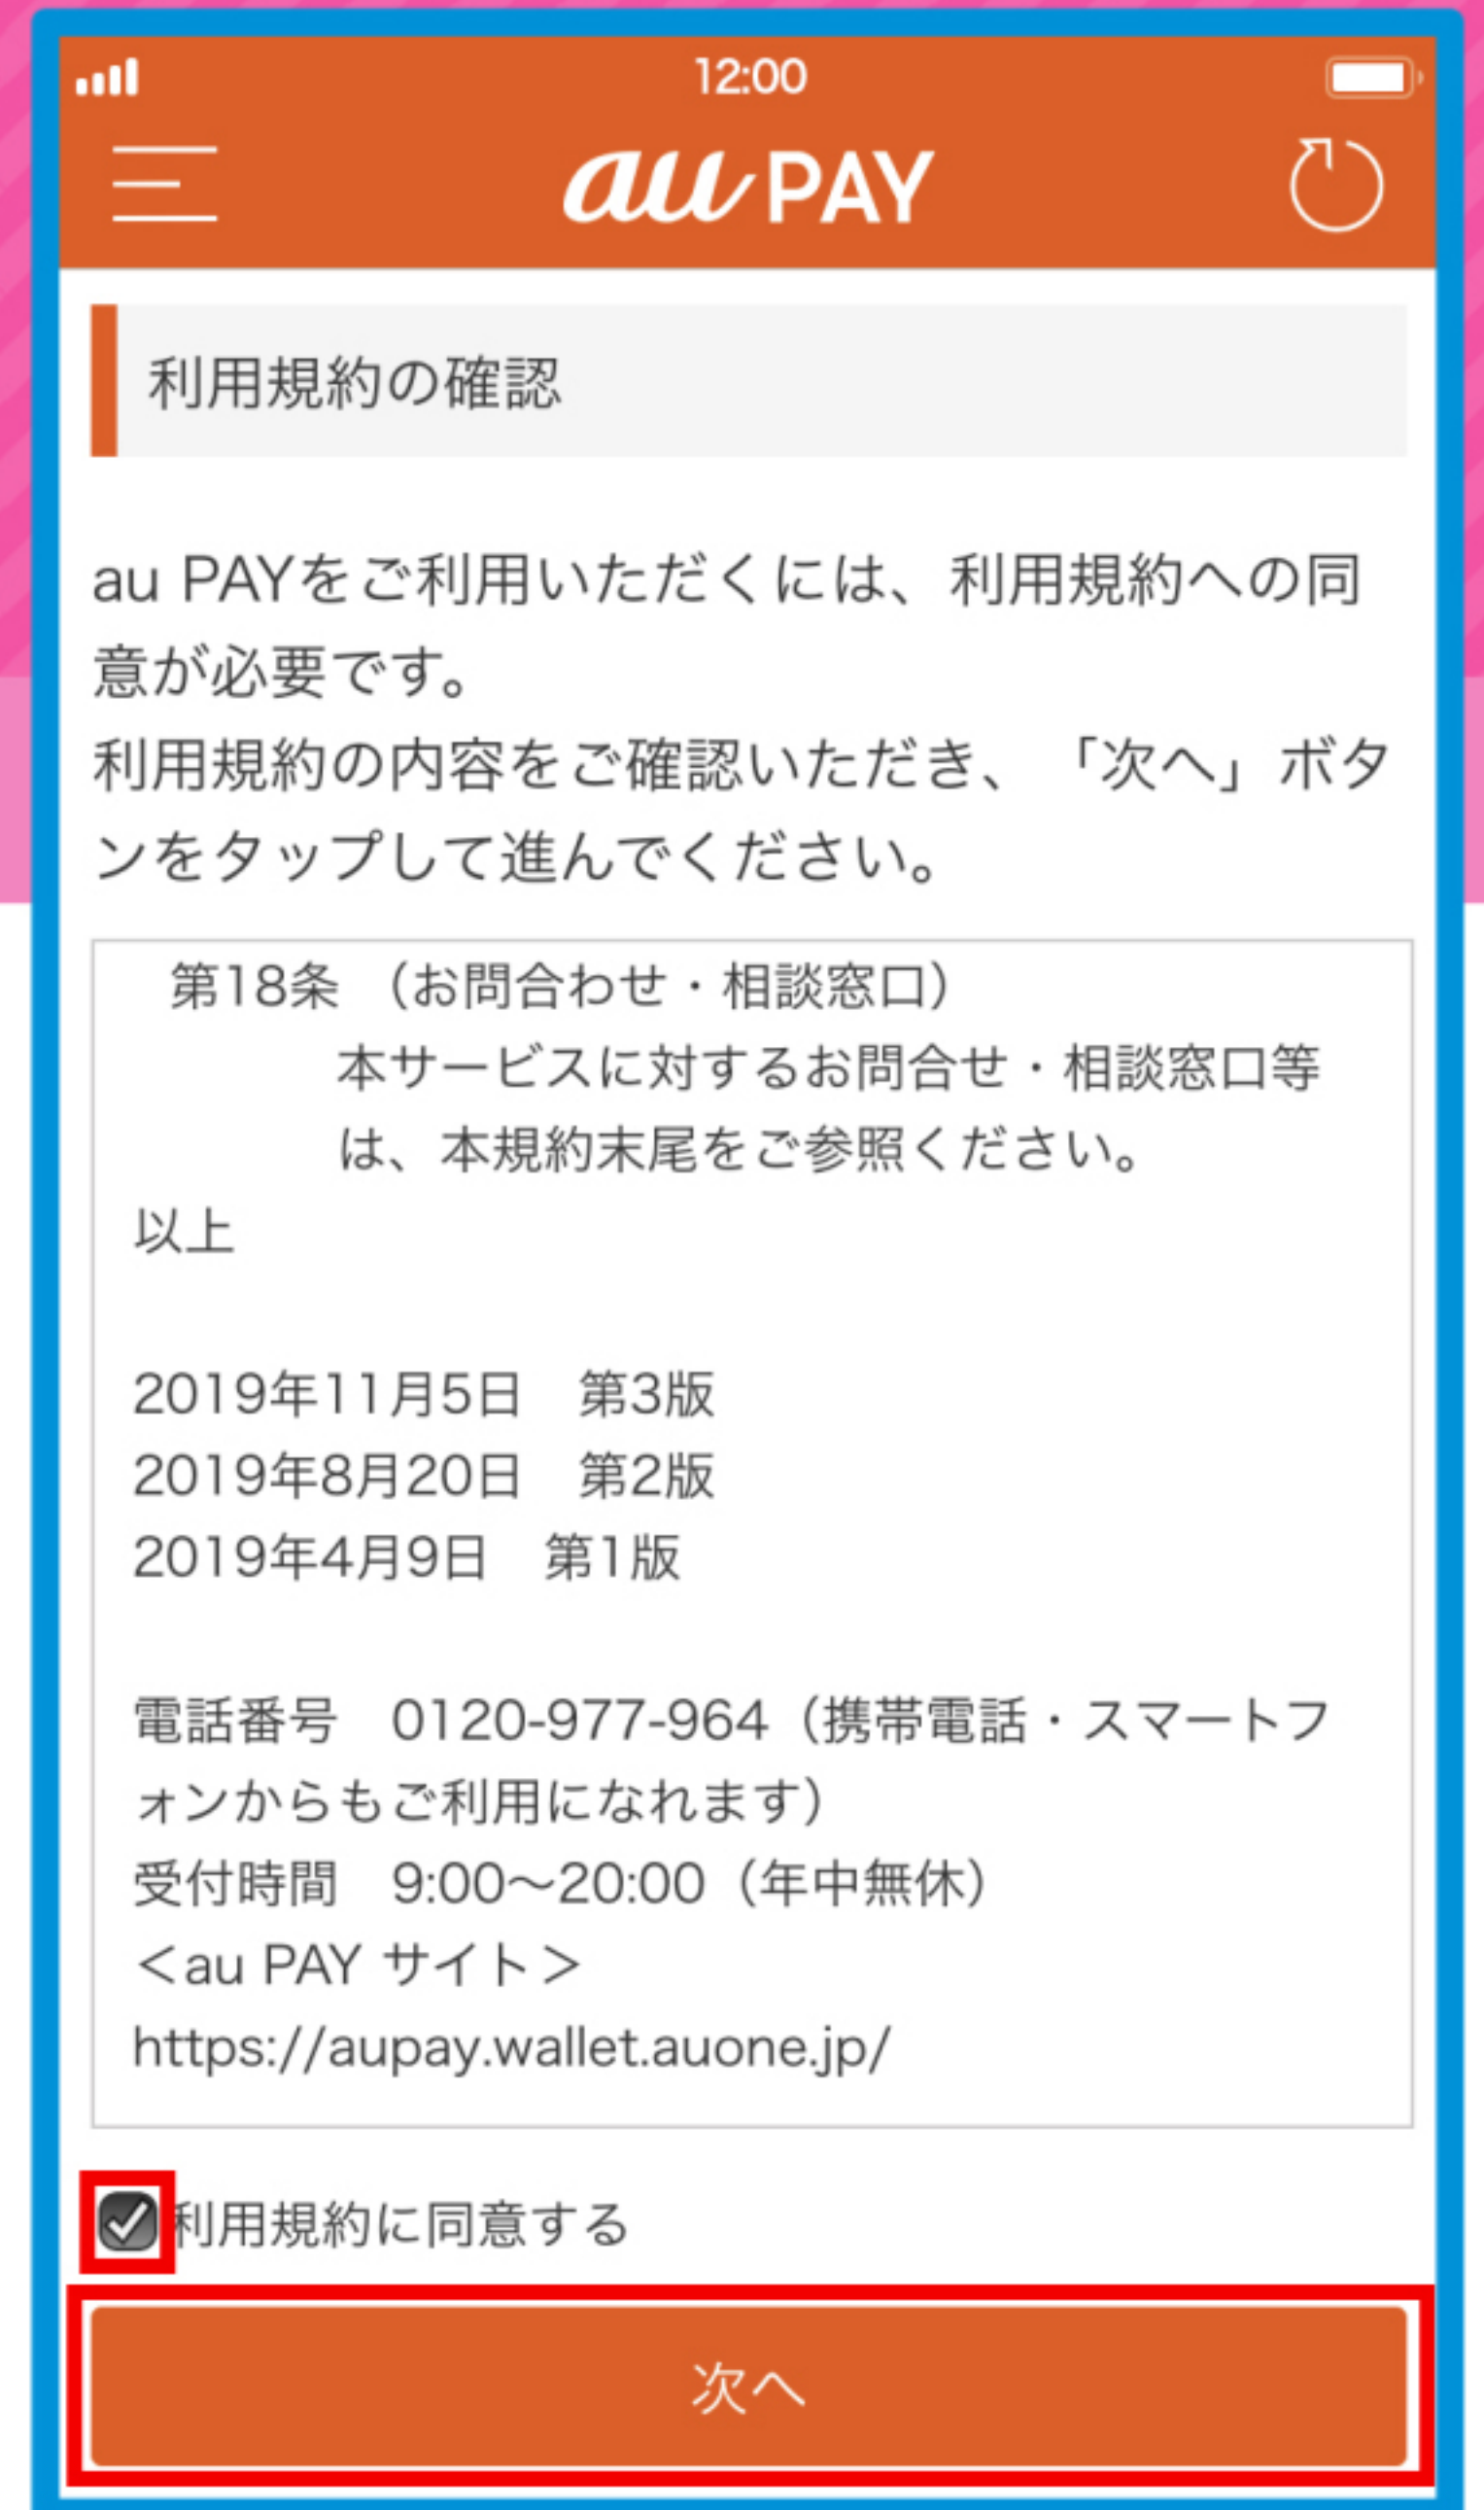 12:00
au PAY
利用規約の確認
au PAYをご利用いただくには、利用規約への同
意が必要です。
利用規約の内容をご確認いただき、「次へ」ボタ
ンをタップして進んでください。
第18条 （お問合わせ・相談窓口）
本サービスに対するお問合せ・相談窓口等
は、本規約末尾をご参照ください。
以上
2019年11月5日　第3版
2019年8月20日　第2版
2019年4月9日　第1版
電話番号　0120-977-964（携帯電話・スマートフ
ォンからもご利用になれます）
受付時間　9:00〜20:00（年中無休）
＜au PAY サイト＞
https://aupay.wallet.auone.jp/
利用規約に同意する
次へ